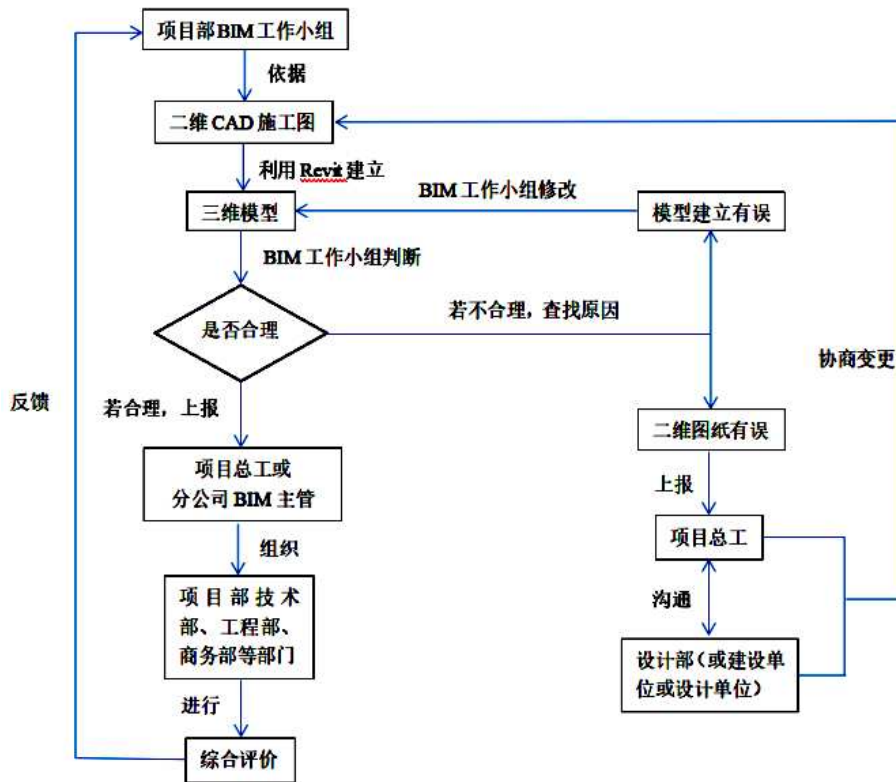 项目部BIM工作小组
依据
二维CAD施工图
利用Revit建立
BIM工作小组修改
三维模型
模型建立有误
BIM工作小组判断
若不合理，查找原因
是否合理
协商变更
反馈
若合理，上报
二维图纸有误
项目总工或
分公司BIM主管
上报
项目总工
组织
项目部技术
部、工程部、
商务部等部门
沟通
设计部（或建设单
位或设计单位）
进行
综合评价